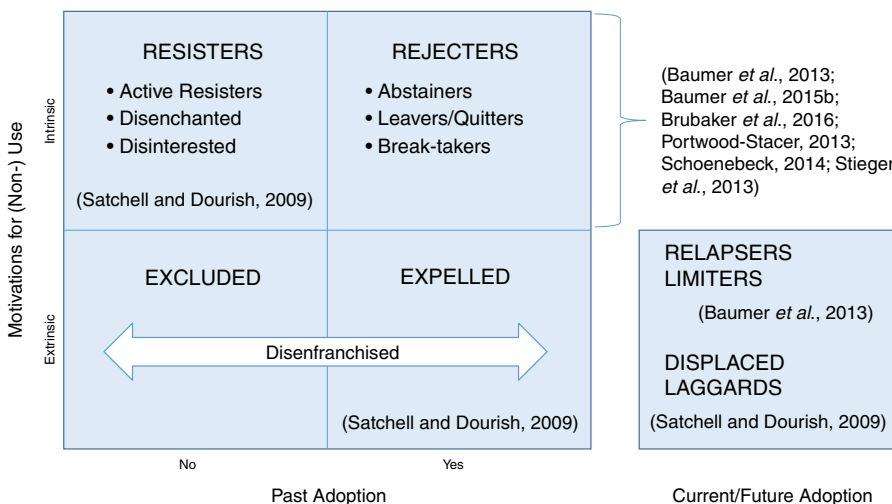 Motivations for (Non-) Use
Intrinsic
RESISTERS
• Active Resisters
• Disenchanted
• Disinterested
(Satchell and Dourish, 2009)
REJECTERS
• Abstainers
• Leavers/Quitters
• Break-takers
(Baumer et al., 2013;
Baumer et al., 2015b;
Brubaker et al., 2016;
Portwood-Stacer, 2013;
Schoenebeck, 2014; Stieger
et al., 2013)
Extrinsic
EXCLUDED
EXPELLED
Disenfranchised
(Satchell and Dourish, 2009)
RELAPSERS
LIMITERS
(Baumer et al., 2013)
DISPLACED
LAGGARDS
(Satchell and Dourish, 2009)
No
Yes
Past Adoption
Current/Future Adoption